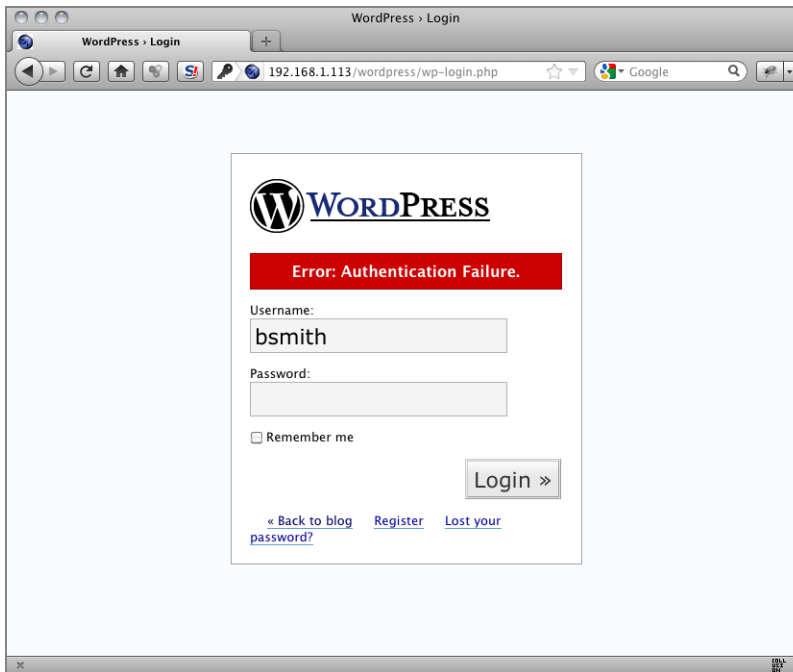 WordPress › Login
WordPress › Login
192.168.1.113/wordpress/wp-login.php
Google
WORDPRESS
Error: Authentication Failure.
Username:
bsmith
Password:
Remember me
Login »
« Back to blog Register Lost your
password?